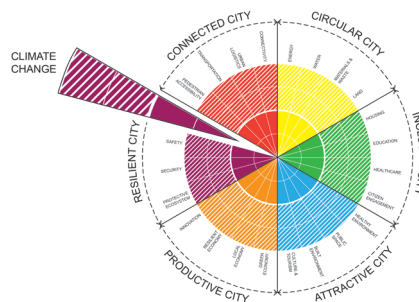 CLIMATE
CHANGE
CONNECTED CITY
TRANSPORTATION
PEDESTRIAN
ACCESSIBILITY
URBAN
LOGISTICS
CONNECTIVITY
CIRCULAR CITY
ENERGY
WATER
MATERIALS &
WASTE
LAND
HOUSING
EDUCATION
HEALTHCARE
CITIZEN
ENGAGEMENT
ATTRACTIVE CITY
HEALTHY
ENVIRONMENT
PUBLIC
SPACE
BUILT
ENVIRONMENT
CULTURE &
TOURISM
PRODUCTIVE CITY
GREEN
ECONOMY
LOCAL
ECONOMY
RESILIENT
ECONOMY
INNOVATION
RESILIENT CITY
PROTECTIVE
ECOSYSTEM
SECURITY
SAFETY